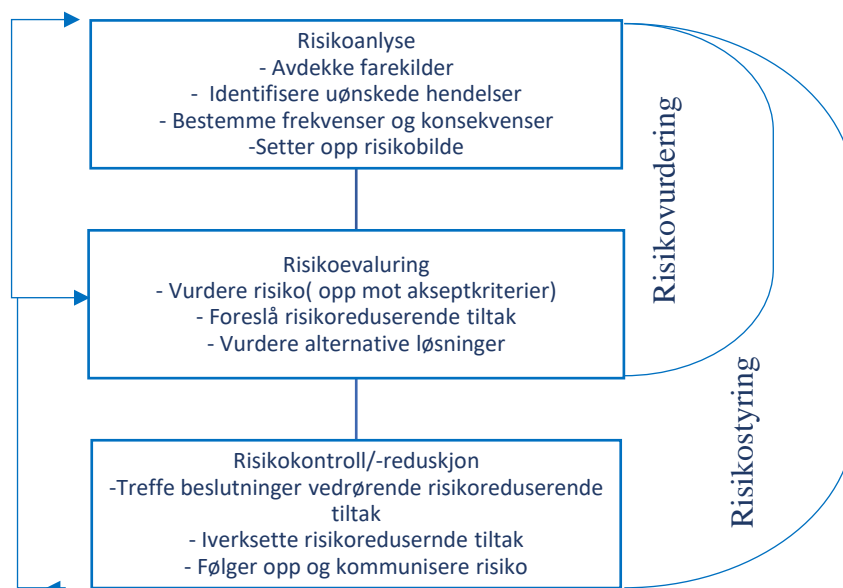 Risikoanlyse
- Avdekke farekilder
- Identifisere uønskede hendelser
- Bestemme frekvenser og konsekvenser
-Setter opp risikobilde
Risikoevaluring
- Vurdere risiko( opp mot akseptkriterier)
- Foreslå risikoreduserende tiltak
- Vurdere alternative løsninger
Risikokontroll/-reduskjon
-Treffe beslutninger vedrørende risikoreduserende
tiltak
- Iverksette risikoredusernde tiltak
- Følger opp og kommunisere risiko
Risikovurdering
Risikostyring